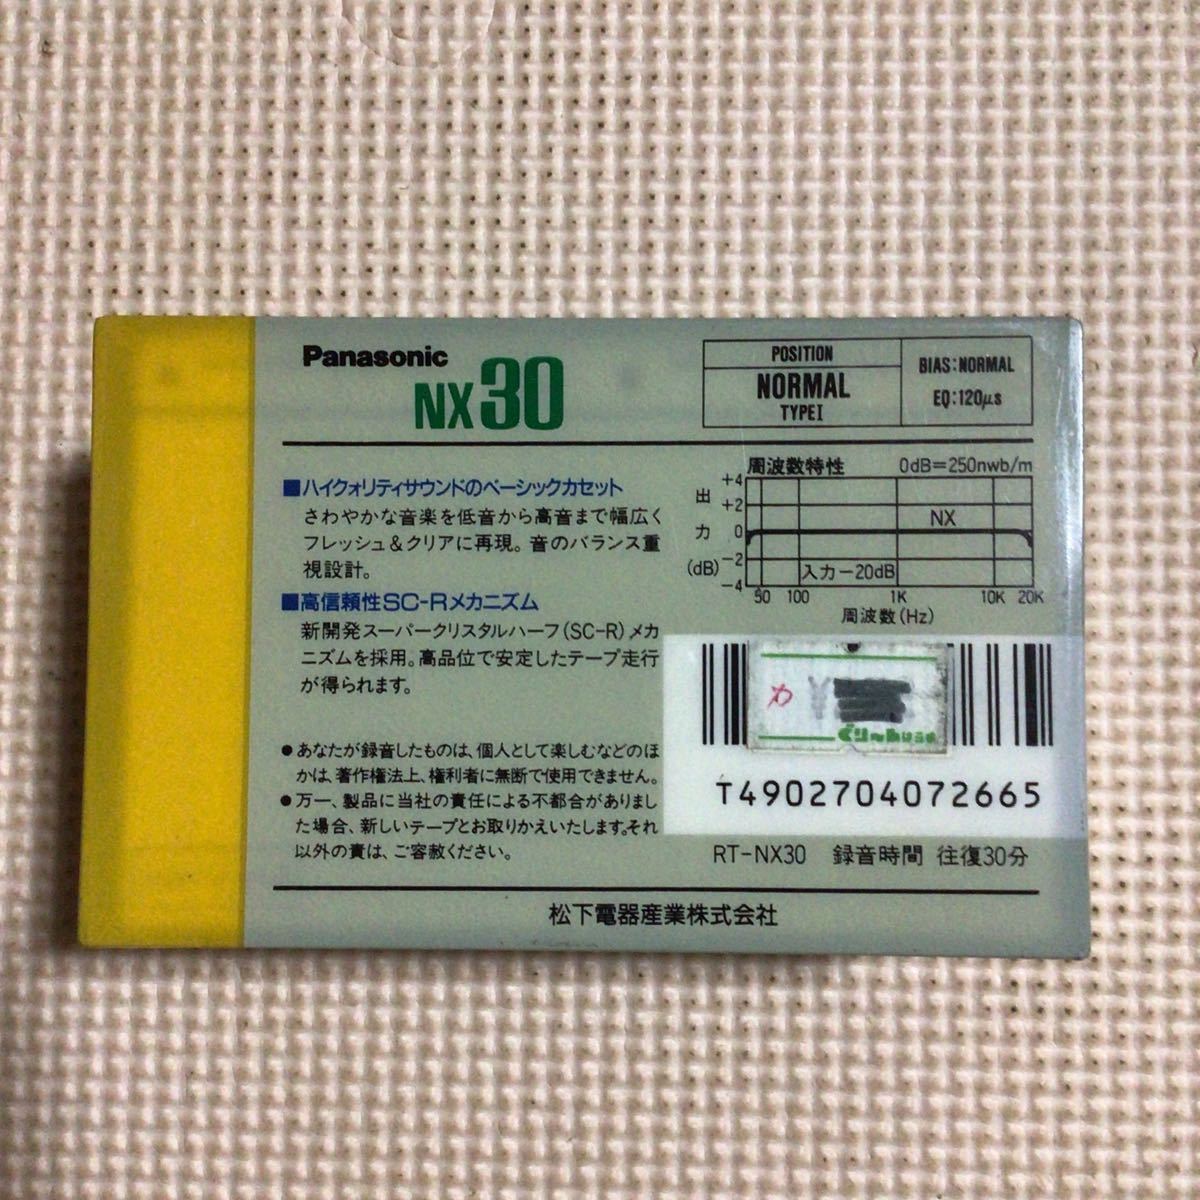 Panasonic
NX30
POSITION
NORMAL
TYPE I
BIAS:NORMAL
EQ:120μs
■ハイクォリティサウンドのベーシックカセット
さわやかな音楽を低音から高音まで幅広く
フレッシュ&クリアに再現。音のバランス重
視設計。
■高信頼性SC-Rメカニズム
新開発スーパークリスタルハーフ(SC-R)メカ
ニズムを採用。高品位で安定したテープ走行
が得られます。
周波数特性 0dB=250nwb/m
出力(dB)
+4
+2
0
-2
-4
NX
入力-20dB
50 100 1K 10K 20K
周波数(Hz)
●あなたが録音したものは、個人として楽しむなどのほ
かは、著作権法上、権利者に無断で使用できません。
●万一、製品に当社の責任による不都合がありまし
た場合、新しいテープとお取りかえいたします。それ
以外の責は、ご容赦ください。
カ ¥
T4902704072665
RT-NX30 録音時間 往復30分
松下電器産業株式会社